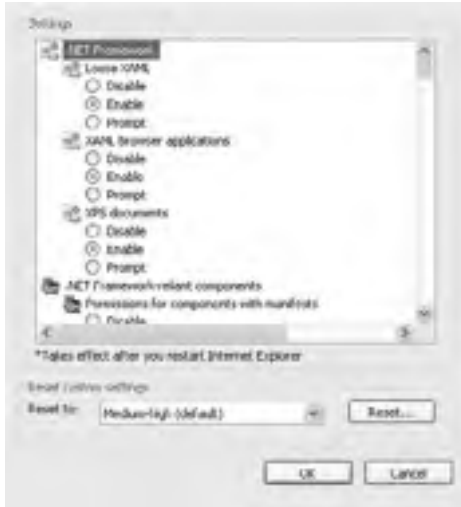 Settings
.NET Framework
Loose XAML
Disable
Enable
Prompt
XAML browser applications
Disable
Enable
Prompt
XPS documents
Disable
Enable
Prompt
.NET Framework-reliant components
Permissions for components with manifests
Disable
*Takes effect after you restart Internet Explorer
Reset custom settings
Reset to: Medium-high (default) Reset...
OK Cancel